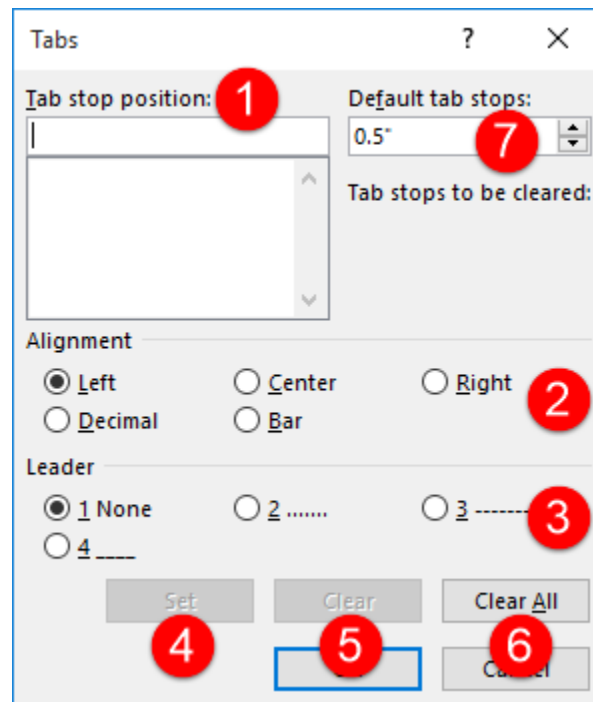 Tabs ? ×
Tab stop position: 1 Default tab stops:
0.5" 7
Tab stops to be cleared:
Alignment
Left Center Right 2
Decimal Bar
Leader
1 None 2 ....... 3 ------- 3
4 ____
Set Clear Clear All
4 5 6